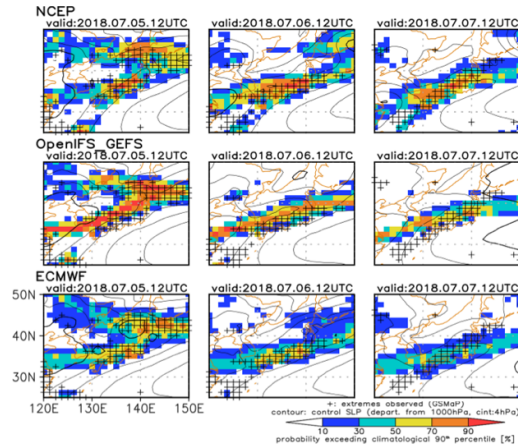 NCEP
valid:2018.07.05.12UTC valid:2018.07.06.12UTC valid:2018.07.07.12UTC
OpenIFS GEFS
valid:2018.07.05.12UTC valid:2018.07.06.12UTC valid:2018.07.07.12UTC
ECMWF
valid:2018.07.05.12UTC valid:2018.07.06.12UTC valid:2018.07.07.12UTC
50N
40N
30N
120E 130E 140E 150E
+: extremes observed (GSMaP)
contour: control SLP (depart. from 1000hPa, cint:4hPa)
10 30 50 70 90
probability exceeding climatological 90th percentile [%]